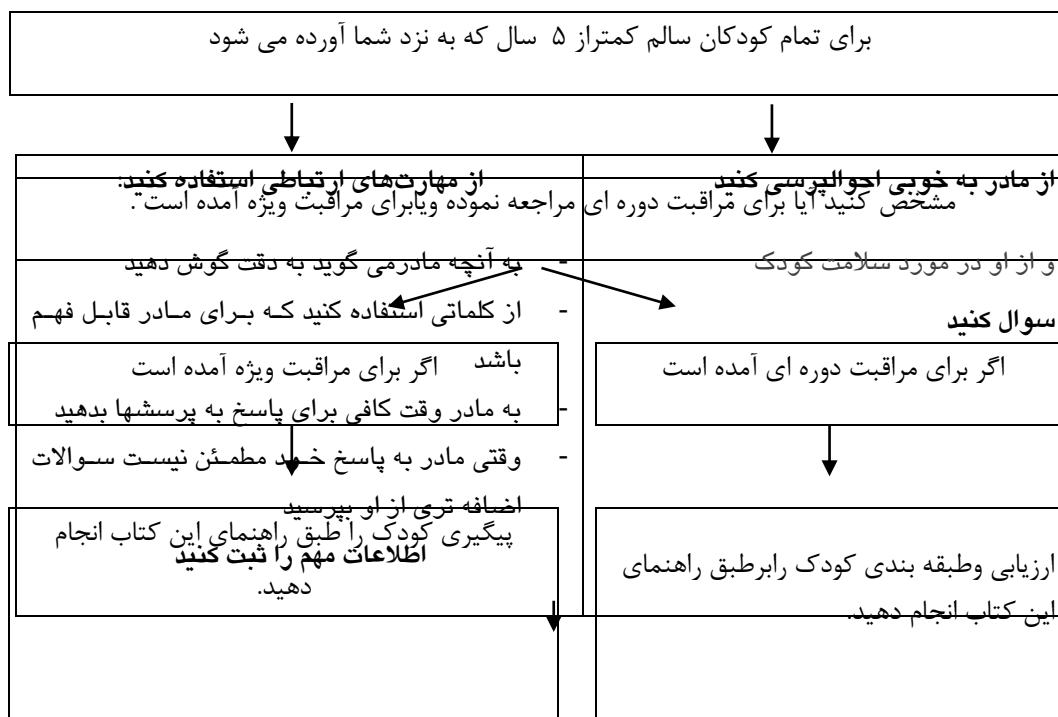 برای تمام کودکان سالم کمتراز ۵ سال که به نزد شما آورده می شود
از مادر به خوبی احوالپرسی کنید
و از او در مورد سلامت کودک
سوال کنید
از مهارت‌های ارتباطی استفاده کنید:
- به آنچه مادرمی گوید به دقت گوش دهید
- از کلماتی استفاده کنید که برای مادر قابل فهم
باشد
- به مادر وقت کافی برای پاسخ به پرسشها بدهید
- وقتی مادر به پاسخ خود مطمئن نیست سوالات
اضافه تری از او بپرسید
اطلاعات مهم را ثبت کنید
مشخص کنید آیا برای مراقبت دوره ای مراجعه نموده ویابرای مراقبت ویژه آمده است .
اگر برای مراقبت دوره ای آمده است
اگر برای مراقبت ویژه آمده است
ارزیابی وطبقه بندی کودک رابرطبق راهنمای
این کتاب انجام دهید.
پیگیری کودک را طبق راهنمای این کتاب انجام
دهید.